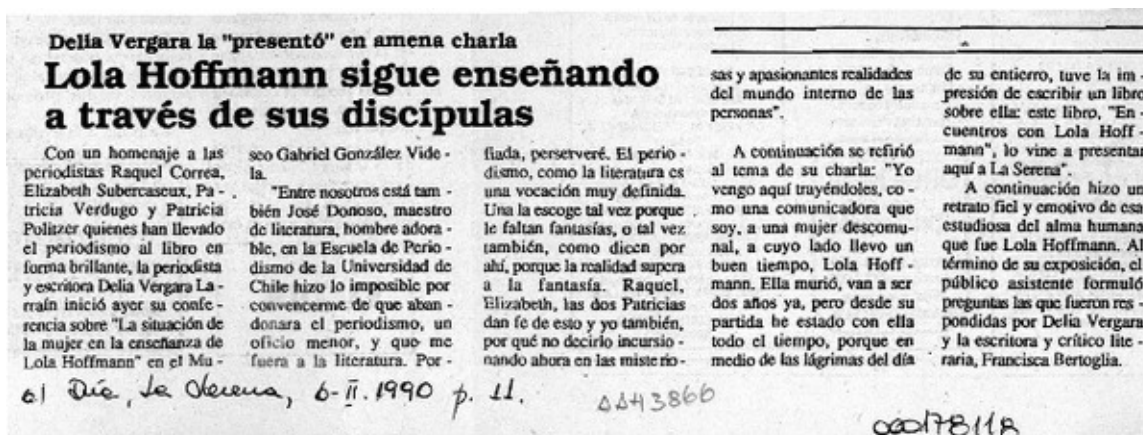 Delia Vergara la "presentó" en amena charla
Lola Hoffmann sigue enseñando
a través de sus discípulas
Con un homenaje a las
periodistas Raquel Correa,
Elizabeth Subercaseux, Pa -
tricia Verdugo y Patricia
Politzer quienes han llevado
el periodismo al libro en
forma brillante, la periodista
y escritora Delia Vergara La -
rraín inició ayer su confe -
rencia sobre "La situación de
la mujer en la enseñanza de
Lola Hoffmann" en el Mu -
seo Gabriel González Vide -
la.
"Entre nosotros está tam -
bién José Donoso, maestro
de literatura, hombre adora -
ble, en la Escuela de Perio -
dismo de la Universidad de
Chile hizo lo imposible por
convencerme de que aban -
donara el periodismo, un
oficio menor, y que me
fuera a la literatura. Por -
fiada, perseveré. El perio -
dismo, como la literatura es
una vocación muy definida.
Una la escoge tal vez porque
le faltan fantasías, o tal vez
también, como dicen por
ahí, porque la realidad supera
a la fantasía. Raquel,
Elizabeth, las dos Patricias
dan fe de esto y yo también,
por qué no decirlo incursio -
nando ahora en las misterio-
sas y apasionantes realidades
del mundo interno de las
personas".
A continuación se refirió
al tema de su charla: "Yo
vengo aquí trayéndoles, co -
mo una comunicadora que
soy, a una mujer descomu -
nal, a cuyo lado llevo un
buen tiempo, Lola Hoff -
mann. Ella murió, van a ser
dos años ya, pero desde su
partida he estado con ella
todo el tiempo, porque en
medio de las lágrimas del día
de su entierro, tuve la im -
presión de escribir un libro
sobre ella: este libro, "En -
cuentros con Lola Hoff -
mann", lo vine a presentar
aquí a La Serena".
A continuación hizo un
retrato fiel y emotivo de esa
estudiosa del alma humana
que fue Lola Hoffmann. Al
término de su exposición, el
público asistente formuló
preguntas las que fueron res -
pondidas por Delia Vergara
y la escritora y crítico lite -
raria, Francisca Bertoglia.
el Día, La Serena, 6-II.1990 p. 11.
AA43866
000178118